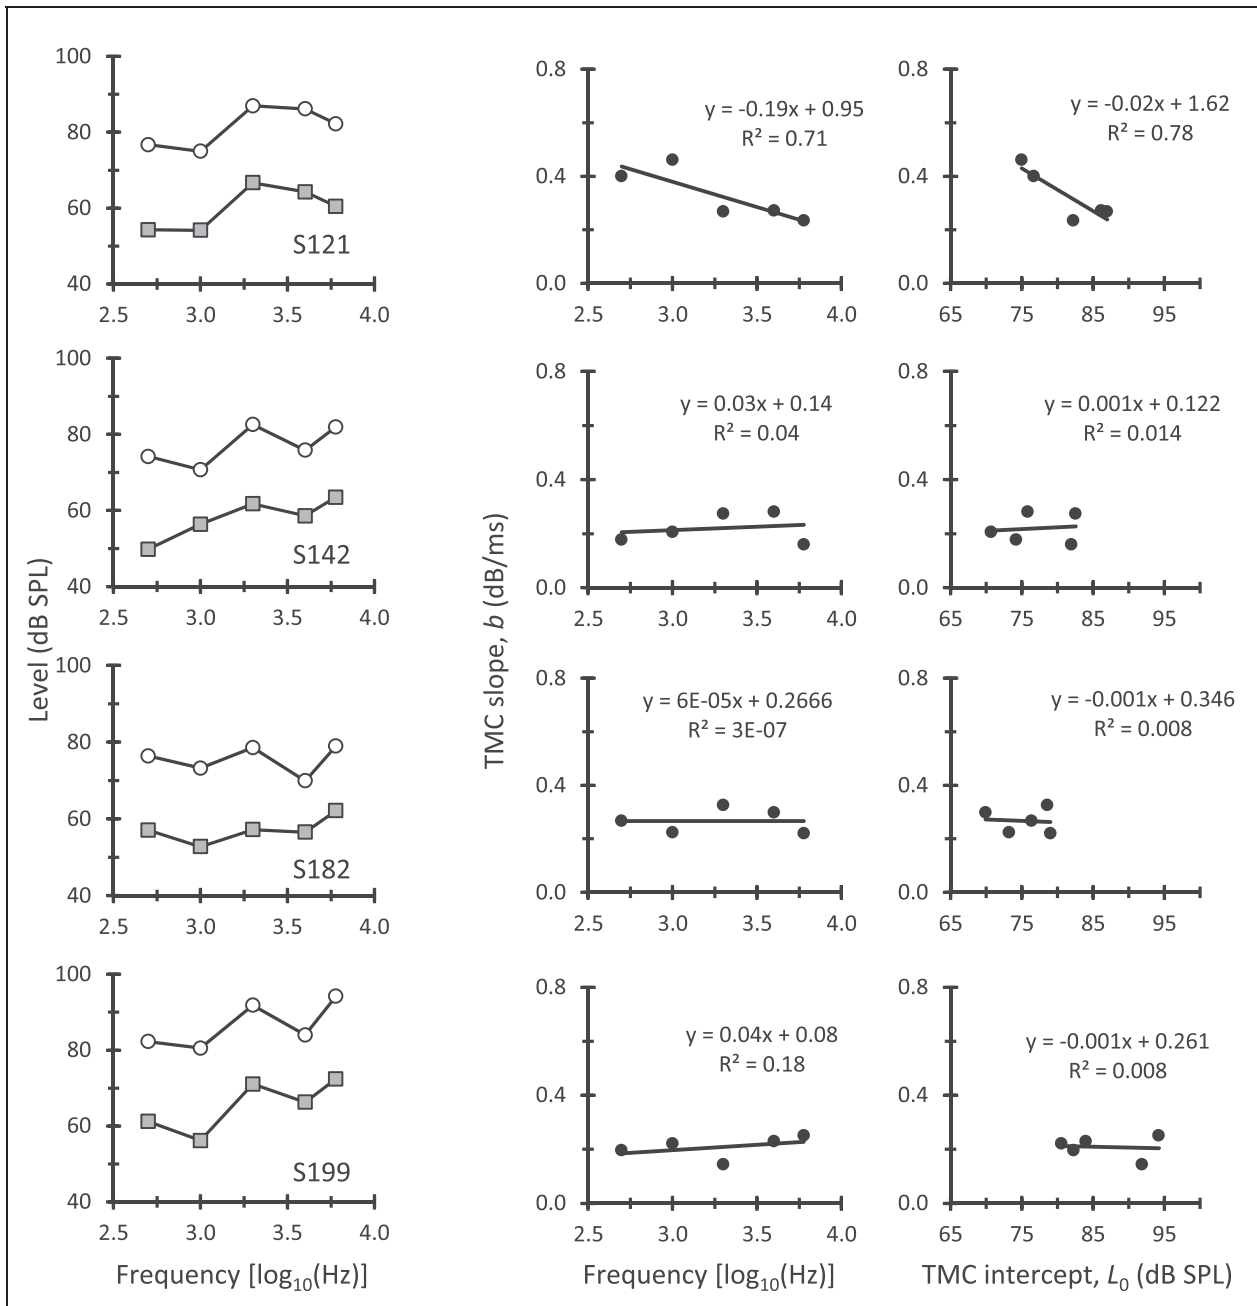 100
80
60
40
2.5 3.0 3.5 4.0
S121
0.8
0.4
0.0
2.5 3.0 3.5 4.0
y = -0.19x + 0.95
R² = 0.71
0.8
0.4
0.0
65 75 85 95
y = -0.02x + 1.62
R² = 0.78
100
80
60
40
2.5 3.0 3.5 4.0
S142
0.8
0.4
0.0
2.5 3.0 3.5 4.0
y = 0.03x + 0.14
R² = 0.04
0.8
0.4
0.0
65 75 85 95
y = 0.001x + 0.122
R² = 0.014
Level (dB SPL)
TMC slope, b (dB/ms)
100
80
60
40
2.5 3.0 3.5 4.0
S182
0.8
0.4
0.0
2.5 3.0 3.5 4.0
y = 6E-05x + 0.2666
R² = 3E-07
0.8
0.4
0.0
65 75 85 95
y = -0.001x + 0.346
R² = 0.008
100
80
60
40
2.5 3.0 3.5 4.0
S199
0.8
0.4
0.0
2.5 3.0 3.5 4.0
y = 0.04x + 0.08
R² = 0.18
0.8
0.4
0.0
65 75 85 95
y = -0.001x + 0.261
R² = 0.008
Frequency [log₁₀(Hz)]
Frequency [log₁₀(Hz)]
TMC intercept, L₀ (dB SPL)